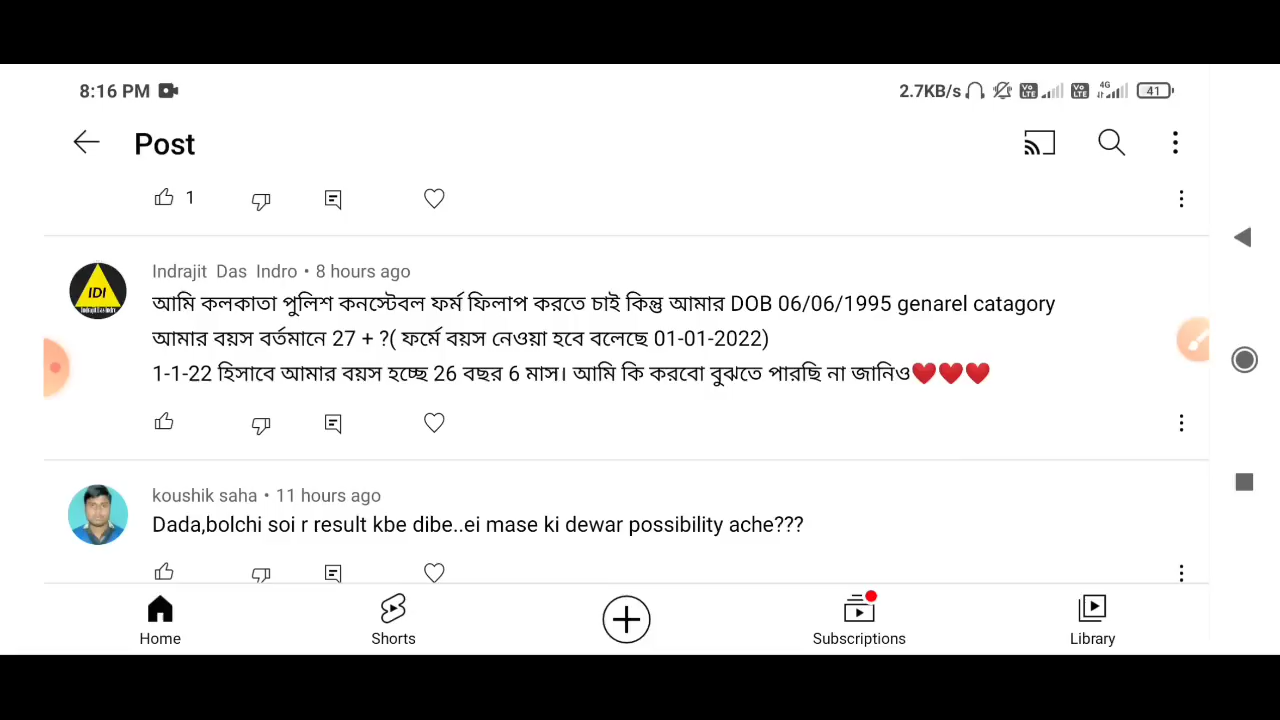 8:16 PM
2.7KB/s
4G
41
Post
1
Indrajit Das Indro • 8 hours ago
আমি কলকাতা পুলিশ কনস্টেবল ফর্ম ফিলাপ করতে চাই কিন্তু আমার DOB 06/06/1995 genarel catagory
আমার বয়স বর্তমানে 27 + ?( ফর্মে বয়স নেওয়া হবে বলেছে 01-01-2022)
1-1-22 হিসাবে আমার বয়স হচ্ছে 26 বছর 6 মাস। আমি কি করবো বুঝতে পারছি না জানিও❤️❤️❤️
IDI
koushik saha • 11 hours ago
Dada,bolchi soi r result kbe dibe..ei mase ki dewar possibility ache???
Home
Shorts
Subscriptions
Library